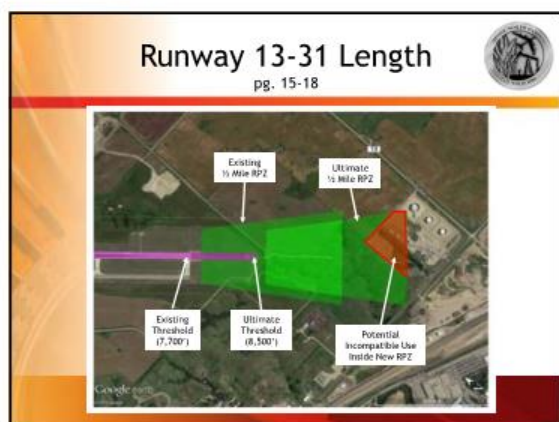 Runway 13-31 Length
pg. 15-18
Existing
½ Mile RPZ
Ultimate
½ Mile RPZ
Existing
Threshold
(7,700')
Ultimate
Threshold
(8,500')
Potential
Incompatible Use
Inside New RPZ
Google earth